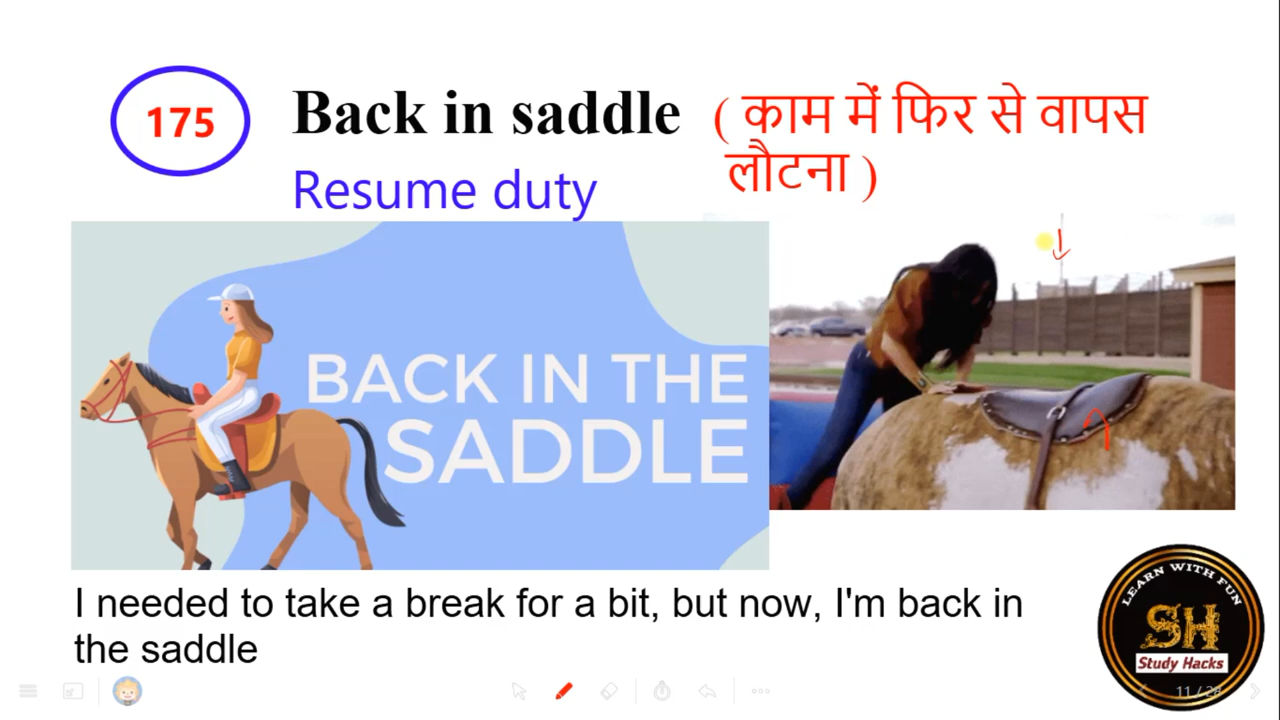 175
Back in saddle ( काम में फिर से वापस
लौटना )
Resume duty
BACK IN THE
SADDLE
I needed to take a break for a bit, but now, I'm back in
the saddle
LEARN WITH FUN
SH
Study Hacks